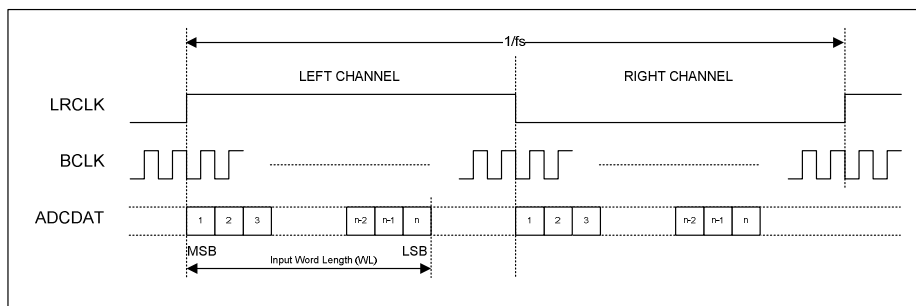 1/fs
LEFT CHANNEL RIGHT CHANNEL
LRCLK
BCLK
ADCDAT
1 2 3 n-2 n-1 n 1 2 3 n-2 n-1 n
MSB LSB
Input Word Length (WL)